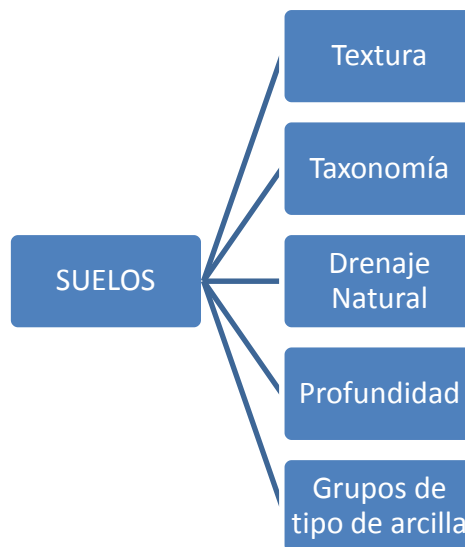 SUELOS
Textura
Taxonomía
Drenaje
Natural
Profundidad
Grupos de
tipo de arcilla